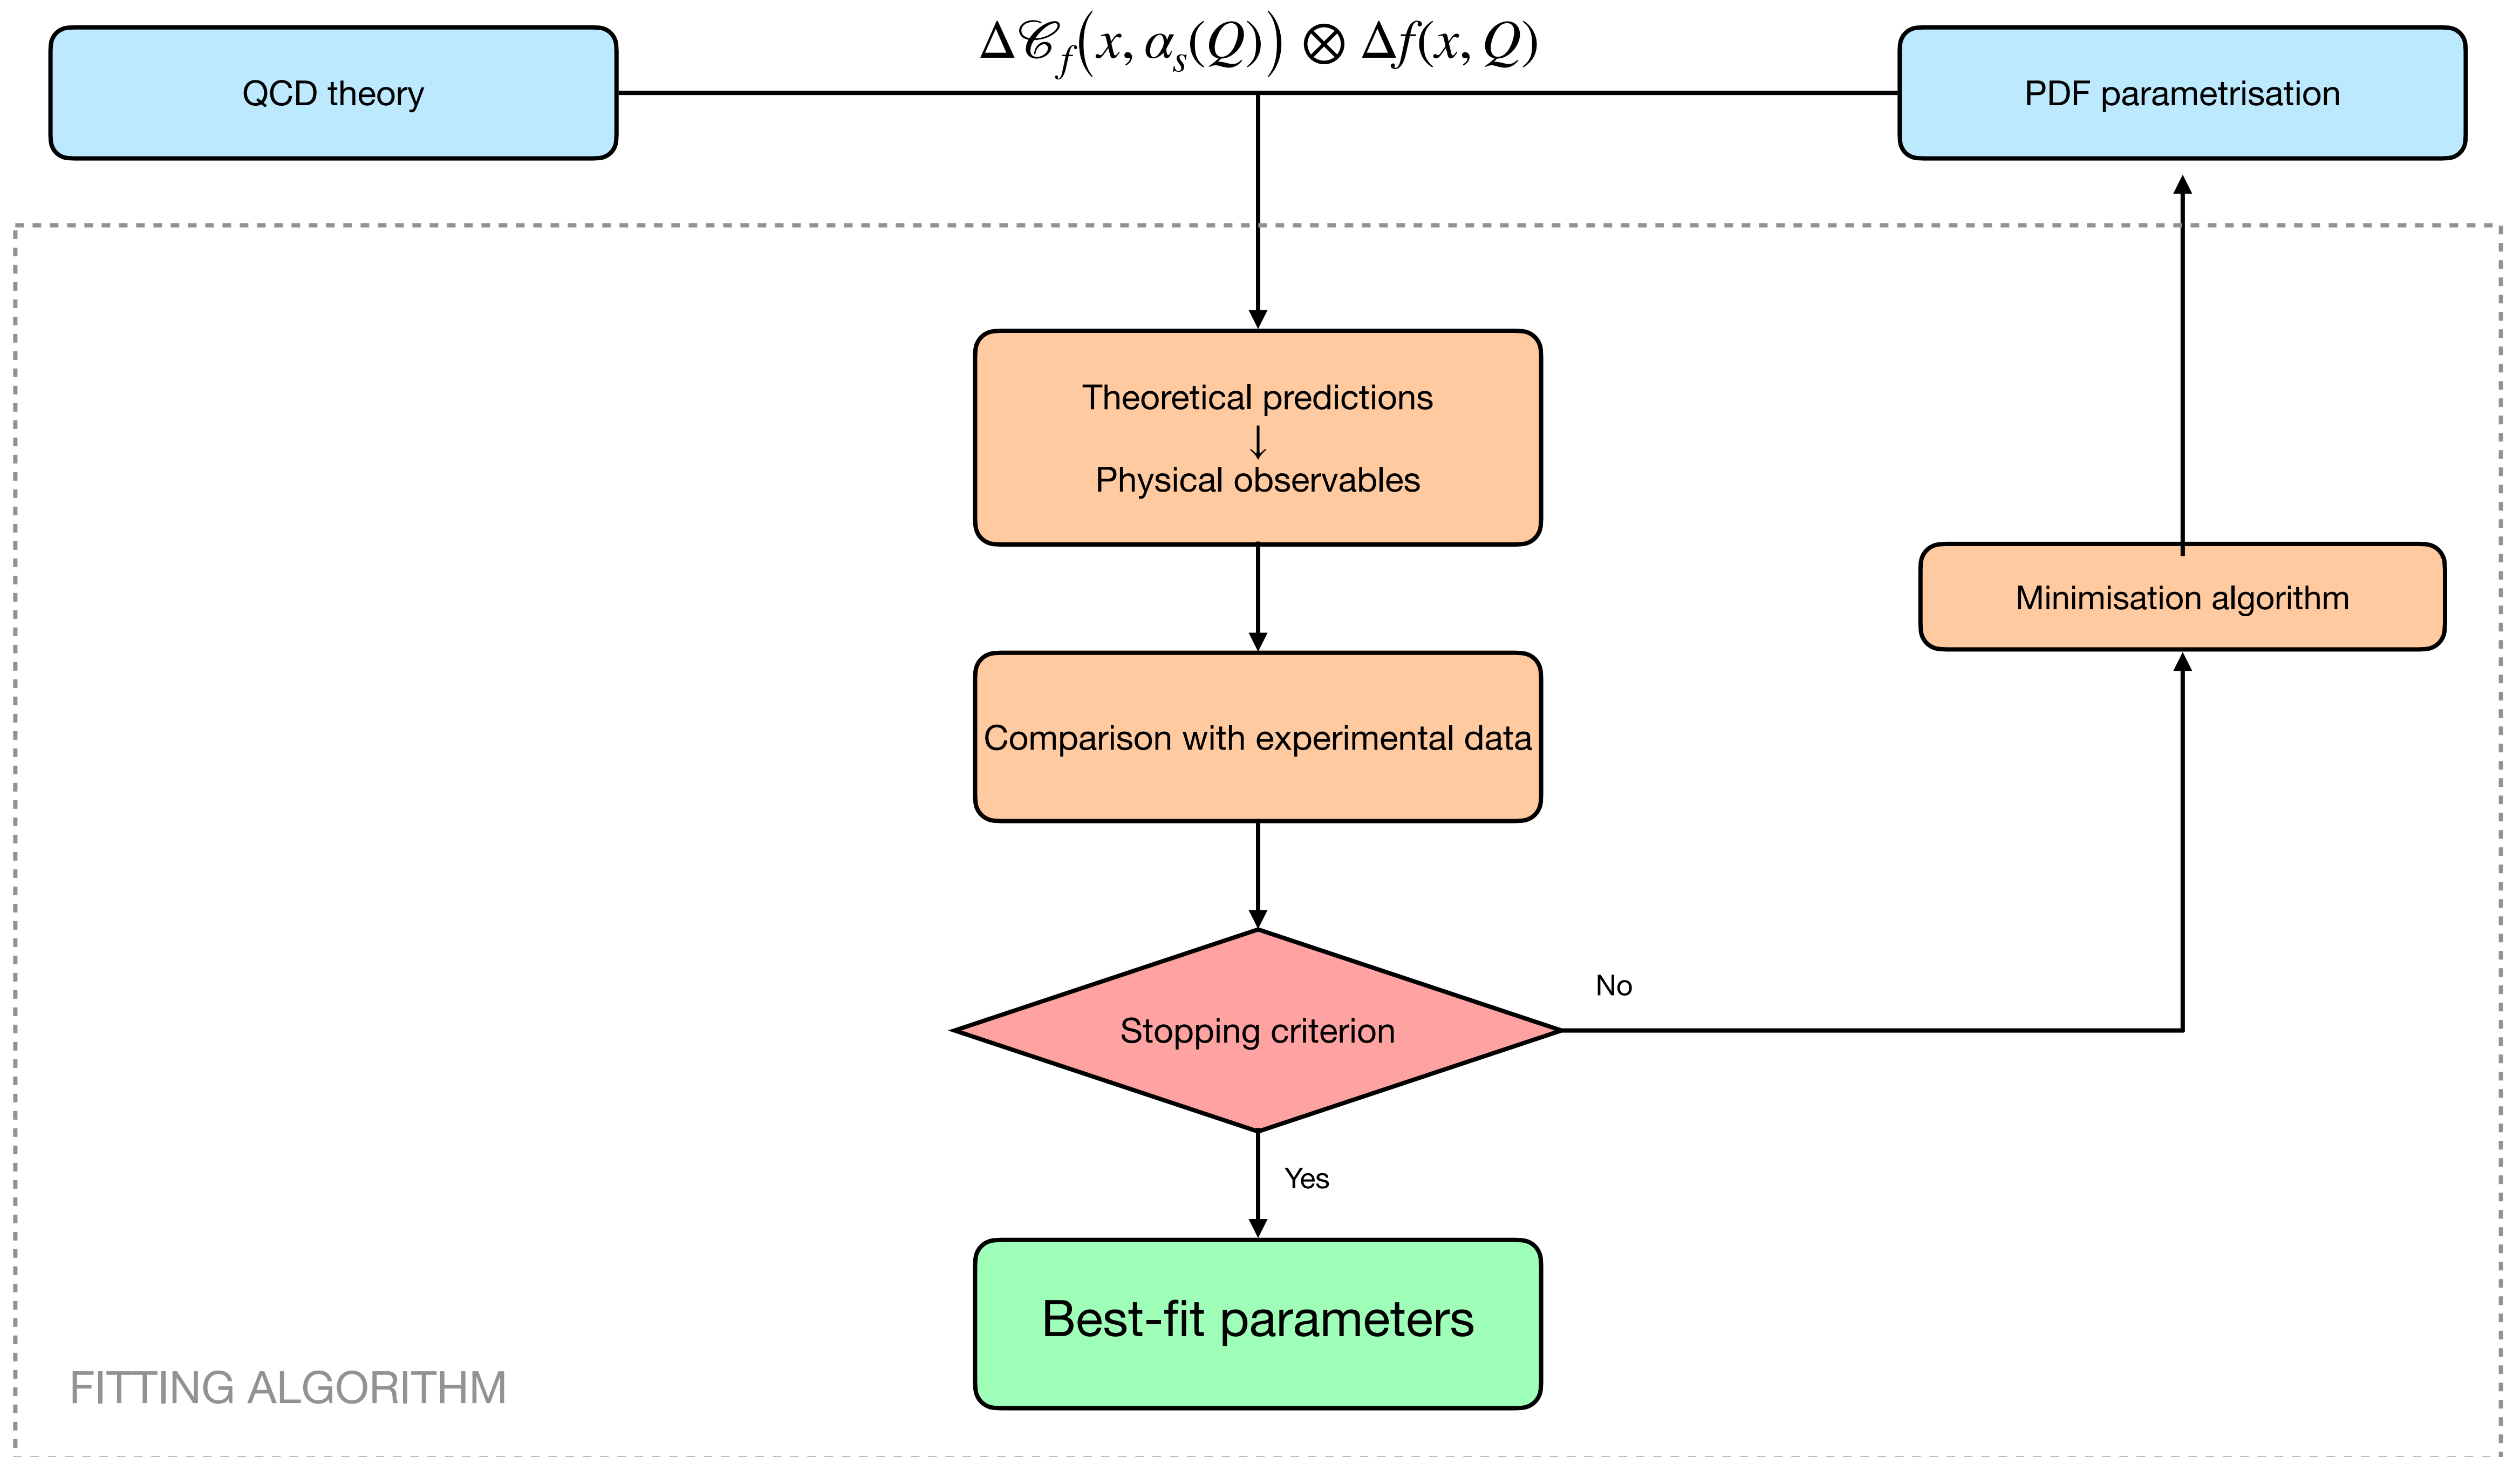 Δ𝒞_f(x, α_s(Q)) ⊗ Δf(x, Q)
QCD theory
PDF parametrisation
Theoretical predictions
↓
Physical observables
Minimisation algorithm
Comparison with experimental data
No
Stopping criterion
Yes
Best-fit parameters
FITTING ALGORITHM